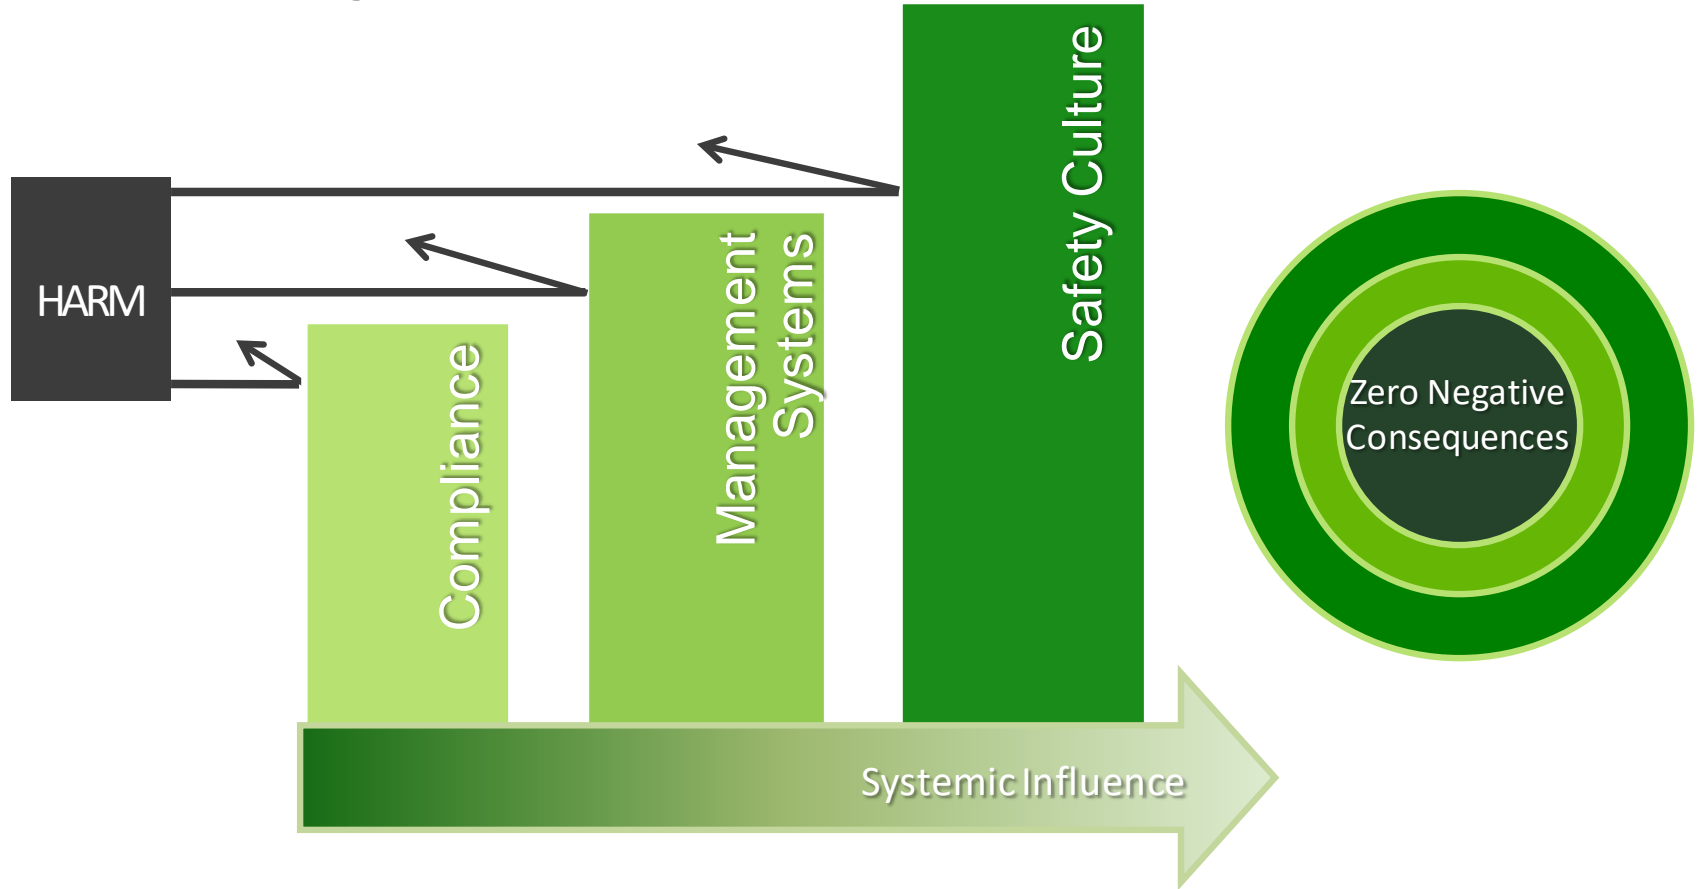 HARM
Compliance
Management
Systems
Safety Culture
Zero Negative
Consequences
Systemic Influence